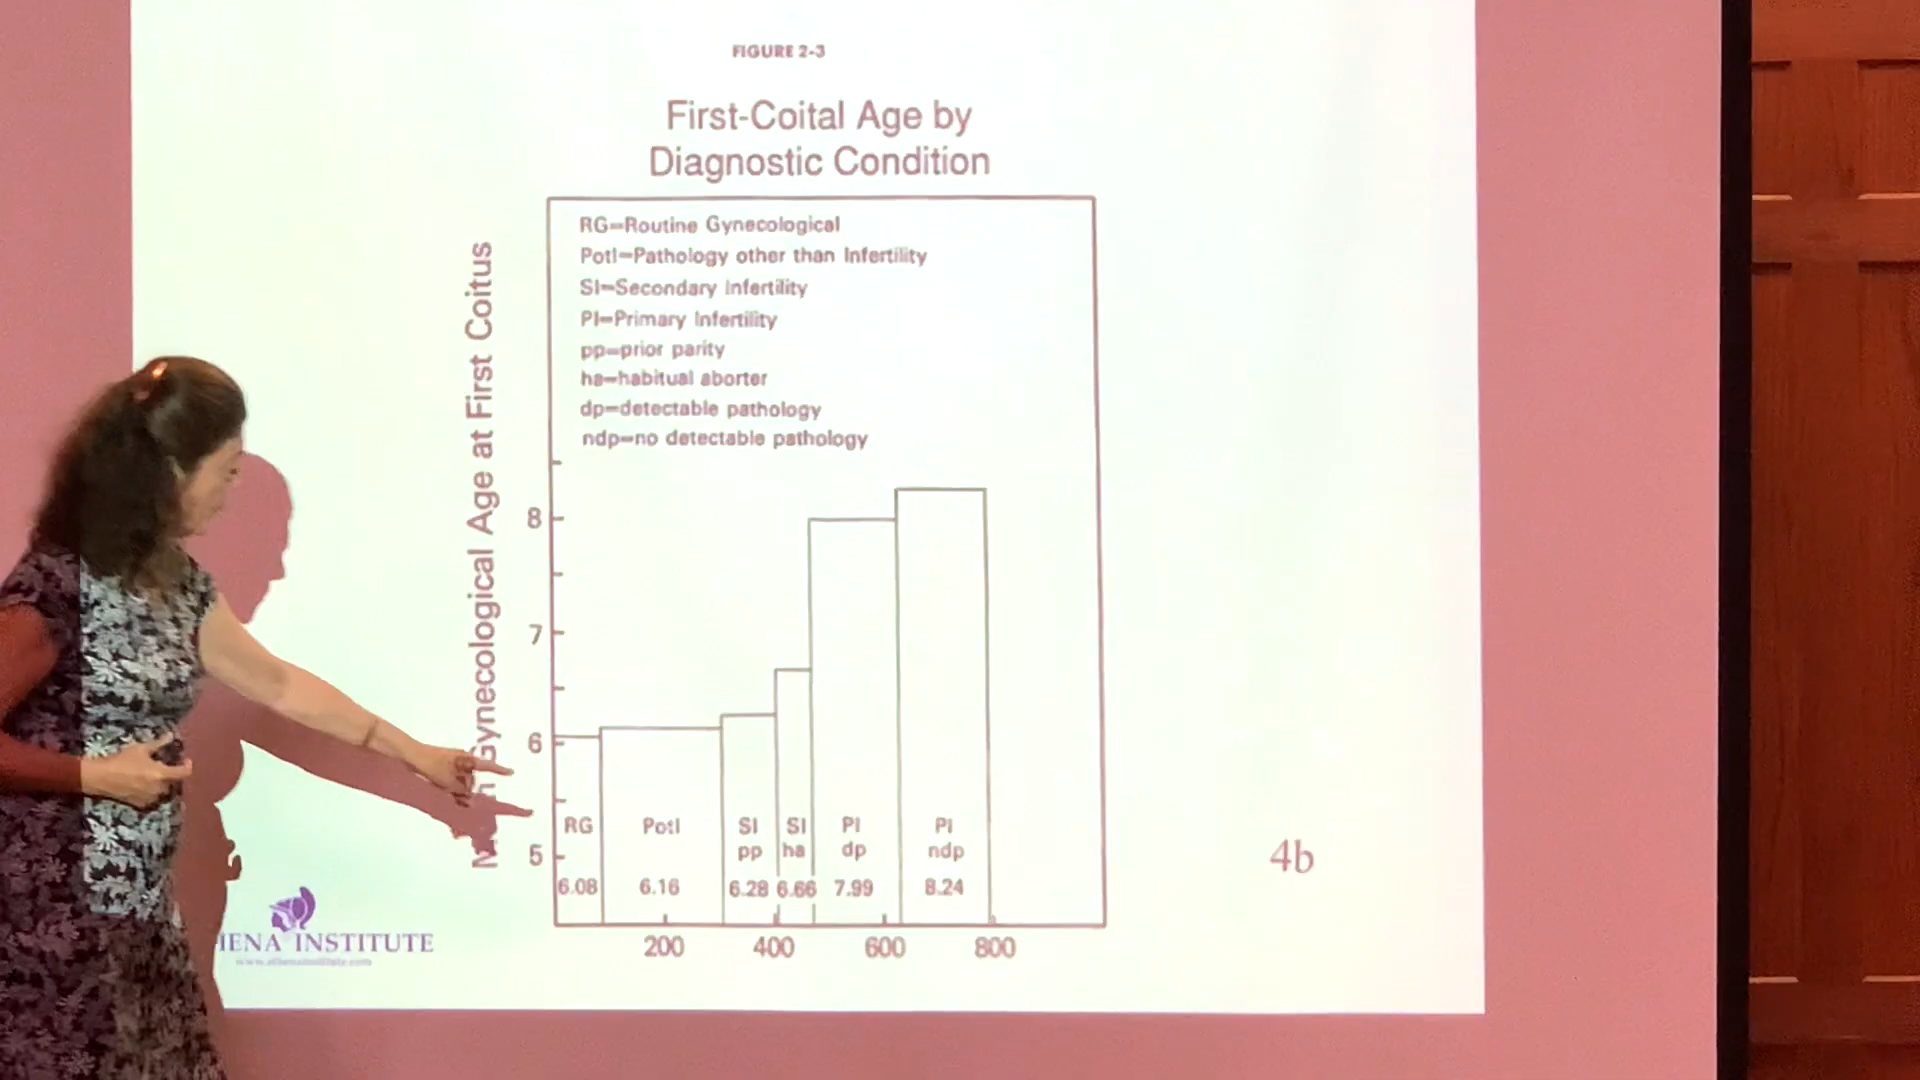 FIGURE 2-3
First-Coital Age by
Diagnostic Condition
RG=Routine Gynecological
PotI=Pathology other than Infertility
SI=Secondary Infertility
PI=Primary Infertility
pp=prior parity
ha=habitual aborter
dp=detectable pathology
ndp=no detectable pathology
Gynecological Age at First Coitus
8
7
6
5
RG PotI SI SI PI PI
pp ha dp ndp
6.08 6.16 6.28 6.66 7.99 8.24
200 400 600 800
4b
INSTITUTE